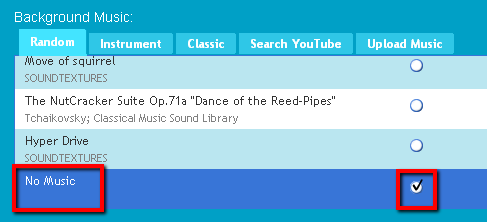 Background Music:
Random Instrument Classic Search YouTube Upload Music
Move of squirrel
SOUNDTEXTURES
The NutCracker Suite Op.71a "Dance of the Reed-Pipes"
Tchaikovsky; Classical Music Sound Library
Hyper Drive
SOUNDTEXTURES
No Music